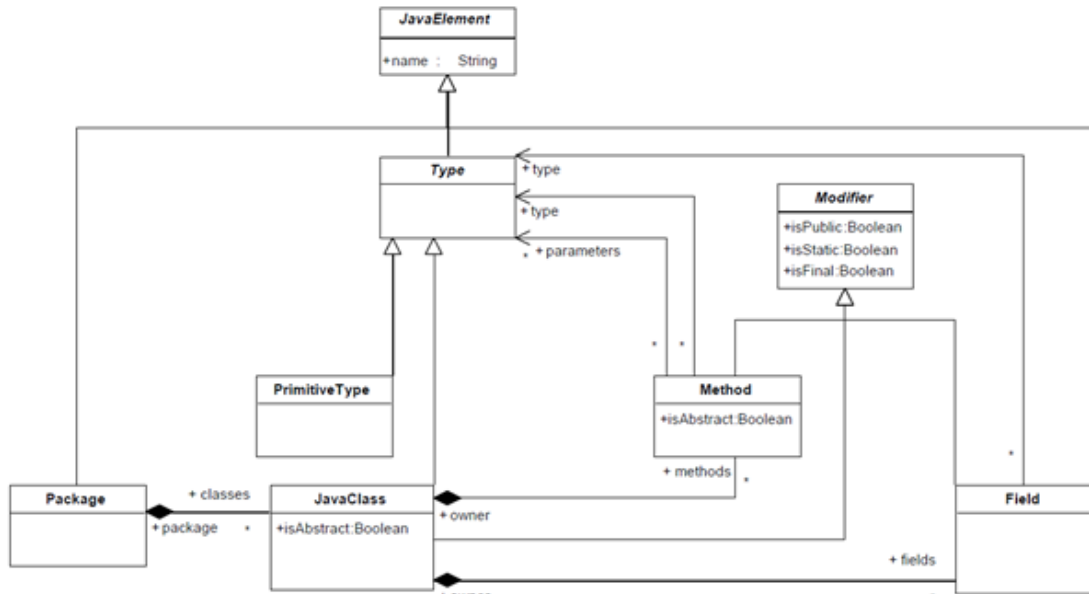 JavaElement
+name : String
Type
+ type
+ type
* + parameters
Modifier
+isPublic:Boolean
+isStatic:Boolean
+isFinal:Boolean
* *
PrimitiveType
Method
+isAbstract:Boolean
*
+ methods
*
Package
+ classes
+package
*
JavaClass
+isAbstract:Boolean
+ owner
Field
+ fields